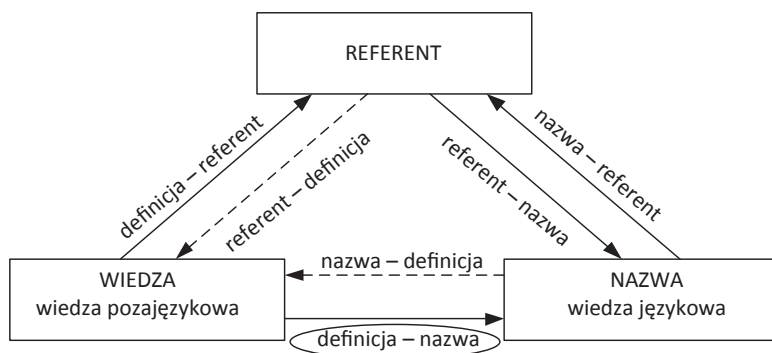 REFERENT
definicja – referent
referent – definicja
referent – nazwa
nazwa – referent
WIEDZA
wiedza pozajęzykowa
nazwa – definicja
NAZWA
wiedza językowa
definicja – nazwa